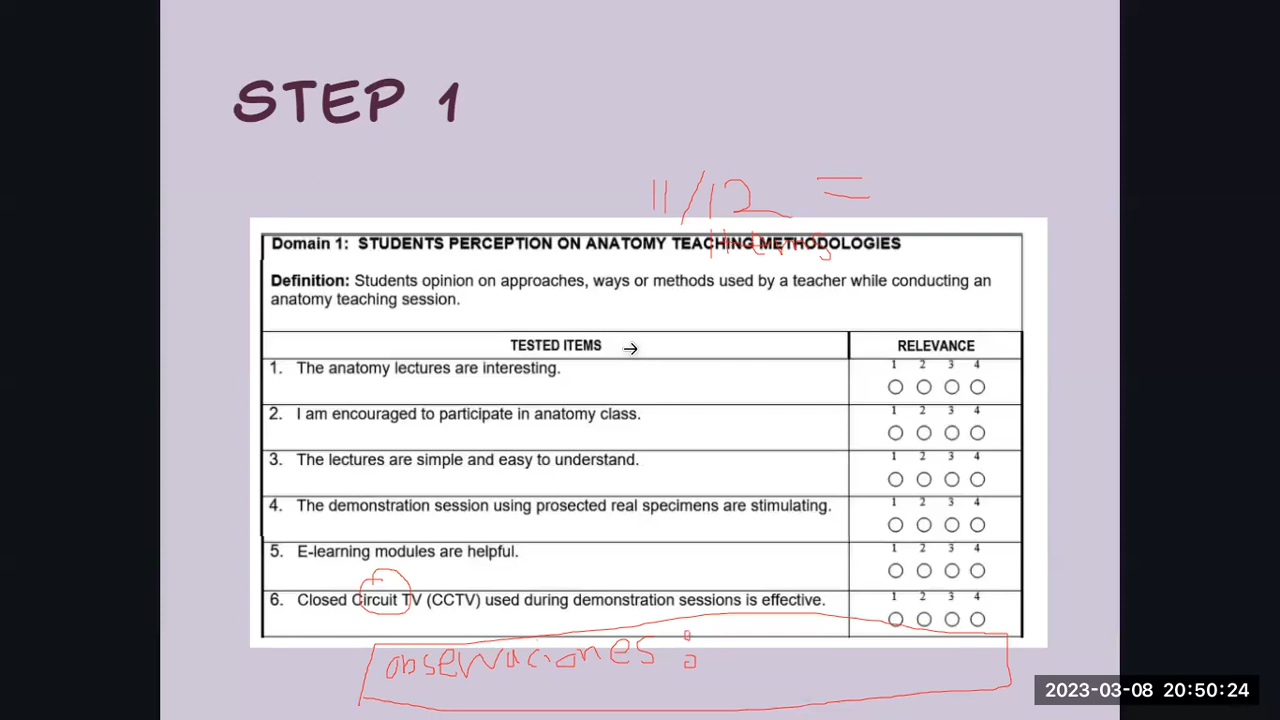 STEP 1
11/12 =
Items
Domain 1: STUDENTS PERCEPTION ON ANATOMY TEACHING METHODOLOGIES
Definition: Students opinion on approaches, ways or methods used by a teacher while conducting an
anatomy teaching session.
TESTED ITEMS RELEVANCE
1. The anatomy lectures are interesting. 1 2 3 4
2. I am encouraged to participate in anatomy class. 1 2 3 4
3. The lectures are simple and easy to understand. 1 2 3 4
4. The demonstration session using prosected real specimens are stimulating. 1 2 3 4
5. E-learning modules are helpful. 1 2 3 4
6. Closed Circuit TV (CCTV) used during demonstration sessions is effective. 1 2 3 4
observaciones :
2023-03-08 20:50:24